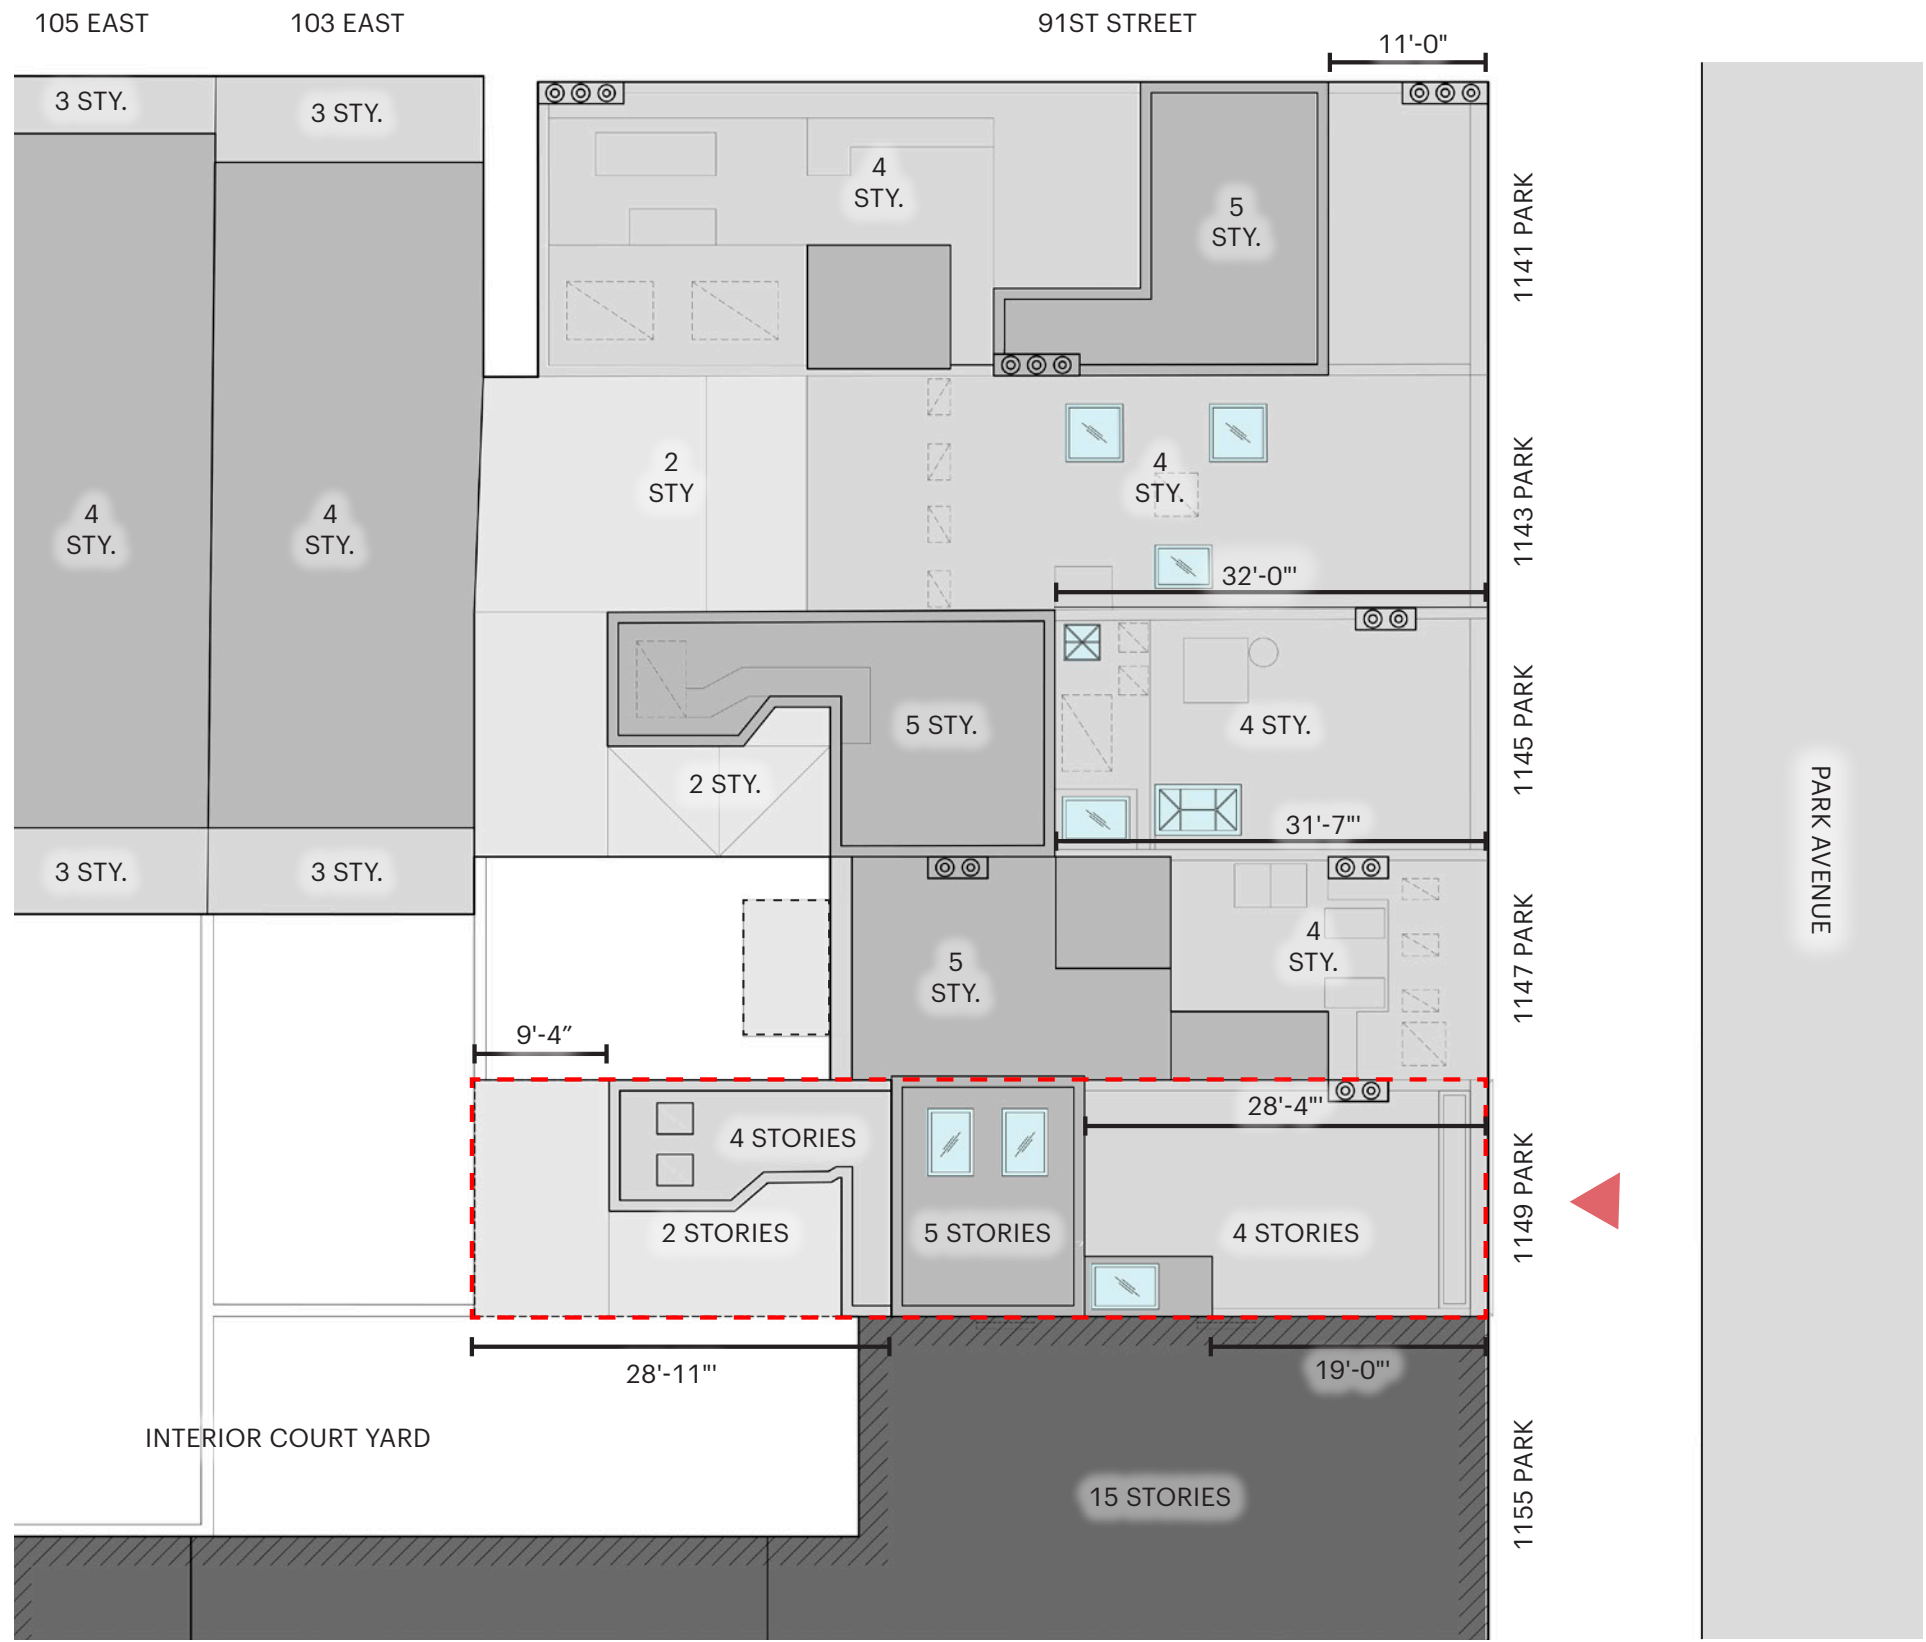 105 EAST
103 EAST
91ST STREET
11'-0"
3 STY.
3 STY.
4
STY.
5
STY.
1141 PARK
2
STY
4
STY.
1143 PARK
4
STY.
4
STY.
32'-0"'
5 STY.
4 STY.
1145 PARK
2 STY.
31'-7"'
PARK AVENUE
3 STY.
3 STY.
5
STY.
4
STY.
1147 PARK
9'-4”
28'-4"'
4 STORIES
2 STORIES
5 STORIES
4 STORIES
1149 PARK
28'-11"'
19'-0"'
INTERIOR COURT YARD
15 STORIES
1155 PARK